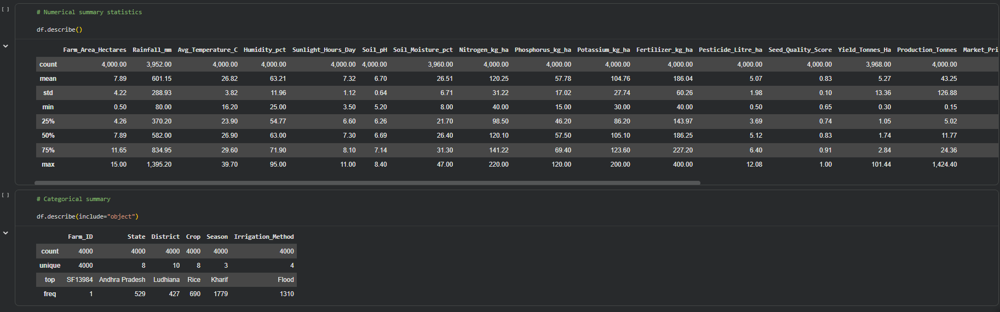 [ ]
# Numerical summary statistics
df.describe()
Farm_Area_Hectares Rainfall_mm Avg_Temperature_C Humidity_pct Sunlight_Hours_Day Soil_pH Soil_Moisture_pct Nitrogen_kg_ha Phosphorus_kg_ha Potassium_kg_ha Fertilizer_kg_ha Pesticide_Litre_ha Seed_Quality_Score Yield_Tonnes_Ha Production_Tonnes Market_Pri
count 4,000.00 3,952.00 4,000.00 4,000.00 4,000.00 4,000.00 3,960.00 4,000.00 4,000.00 4,000.00 4,000.00 4,000.00 4,000.00 3,968.00 4,000.00
mean 7.89 601.15 26.82 63.21 7.32 6.70 26.51 120.25 57.78 104.76 186.04 5.07 0.83 5.27 43.25
std 4.22 288.93 3.82 11.96 1.12 0.64 6.71 31.22 17.02 27.74 60.26 1.98 0.10 13.36 126.88
min 0.50 80.00 16.20 25.00 3.50 5.20 8.00 40.00 15.00 30.00 40.00 0.50 0.65 0.30 0.15
25% 4.26 370.20 23.90 54.77 6.60 6.26 21.70 98.50 46.20 86.20 143.97 3.69 0.74 1.05 5.02
50% 7.89 582.00 26.90 63.00 7.30 6.69 26.40 120.10 57.50 105.10 186.25 5.12 0.83 1.74 11.77
75% 11.65 834.95 29.60 71.90 8.10 7.14 31.30 141.22 69.40 123.60 227.20 6.40 0.91 2.84 24.36
max 15.00 1,395.20 39.70 95.00 11.00 8.40 47.00 220.00 120.00 200.00 400.00 12.08 1.00 101.44 1,424.40
[ ]
# Categorical summary
df.describe(include="object")
Farm_ID State District Crop Season Irrigation_Method
count 4000 4000 4000 4000 4000 4000
unique 4000 8 10 8 3 4
top SF13984 Andhra Pradesh Ludhiana Rice Kharif Flood
freq 1 529 427 690 1779 1310